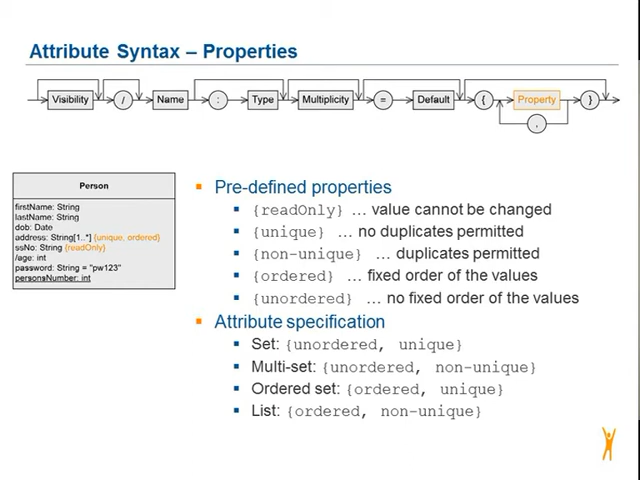 Attribute Syntax – Properties
Visibility / Name : Type Multiplicity = Default { Property }
,
Person
firstName: String
lastName: String
dob: Date
address: String[1..*] {unique, ordered}
ssNo: String {readOnly}
/age: int
password: String = "pw123"
personsNumber: int
Pre-defined properties
{readOnly} … value cannot be changed
{unique} … no duplicates permitted
{non-unique} … duplicates permitted
{ordered} … fixed order of the values
{unordered} … no fixed order of the values
Attribute specification
Set: {unordered, unique}
Multi-set: {unordered, non-unique}
Ordered set: {ordered, unique}
List: {ordered, non-unique}